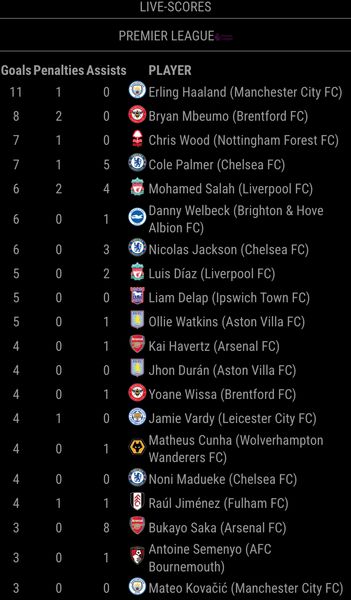 LIVE-SCORES
PREMIER LEAGUE
Goals Penalties Assists PLAYER
11 1 0 Erling Haaland (Manchester City FC)
8 2 0 Bryan Mbeumo (Brentford FC)
7 1 0 Chris Wood (Nottingham Forest FC)
7 1 5 Cole Palmer (Chelsea FC)
6 2 4 Mohamed Salah (Liverpool FC)
6 0 1 Danny Welbeck (Brighton & Hove
Albion FC)
6 0 3 Nicolas Jackson (Chelsea FC)
5 0 2 Luis Díaz (Liverpool FC)
5 0 0 Liam Delap (Ipswich Town FC)
5 0 1 Ollie Watkins (Aston Villa FC)
4 0 1 Kai Havertz (Arsenal FC)
4 0 0 Jhon Durán (Aston Villa FC)
4 0 1 Yoane Wissa (Brentford FC)
4 1 0 Jamie Vardy (Leicester City FC)
4 0 1 Matheus Cunha (Wolverhampton
Wanderers FC)
4 0 0 Noni Madueke (Chelsea FC)
4 1 1 Raúl Jiménez (Fulham FC)
3 0 8 Bukayo Saka (Arsenal FC)
3 0 1 Antoine Semenyo (AFC
Bournemouth)
3 0 0 Mateo Kovačić (Manchester City FC)